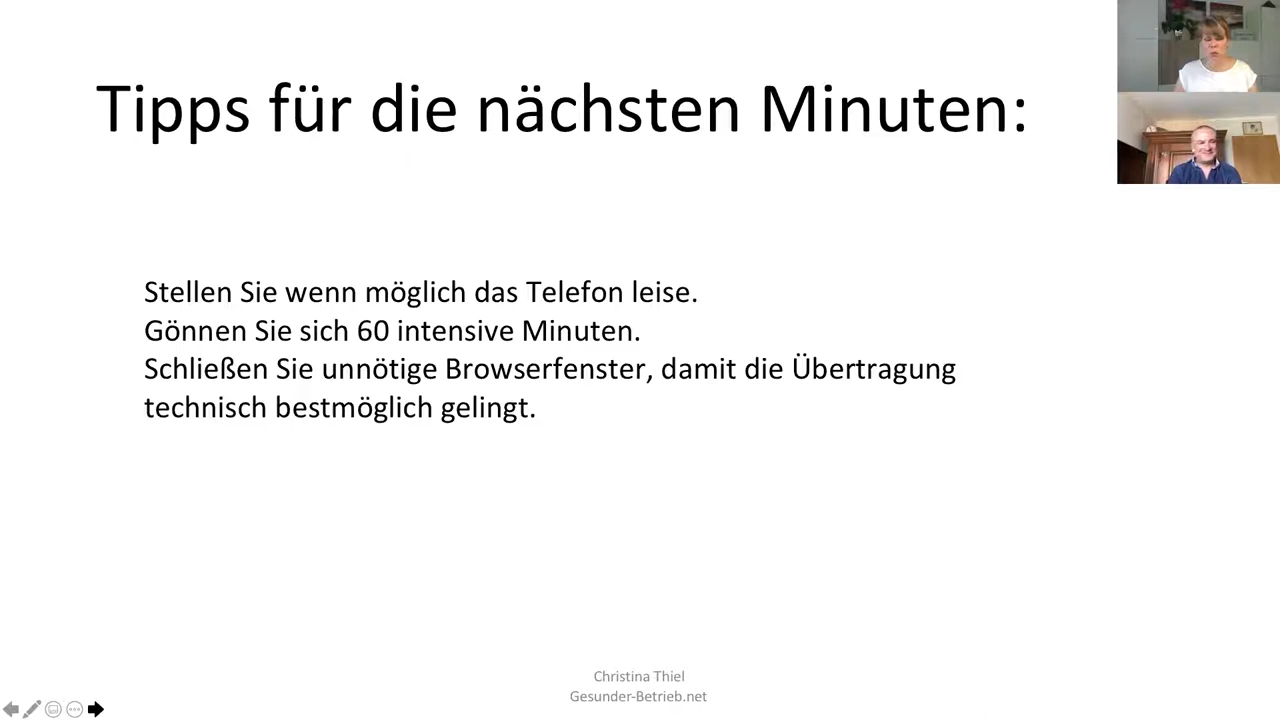 Tipps für die nächsten Minuten:
Stellen Sie wenn möglich das Telefon leise.
Gönnen Sie sich 60 intensive Minuten.
Schließen Sie unnötige Browserfenster, damit die Übertragung
technisch bestmöglich gelingt.
Christina Thiel
Gesunder-Betrieb.net